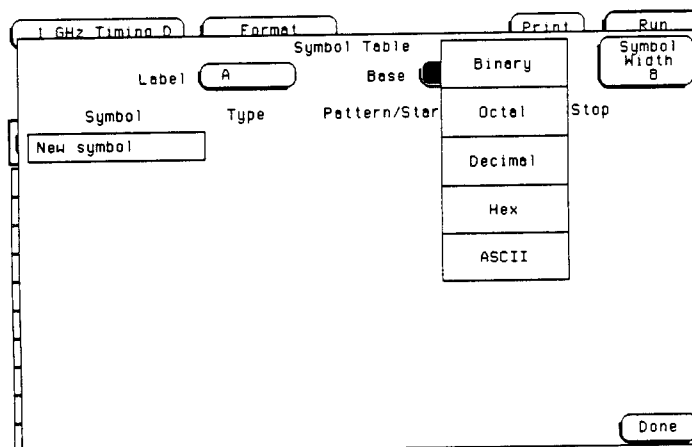 1 GHz Timing D Format Print Run
Symbol Table
Label A Base
Symbol Width 8
Symbol Type Pattern/Star Stop
New symbol
Binary
Octal
Decimal
Hex
ASCII
Done